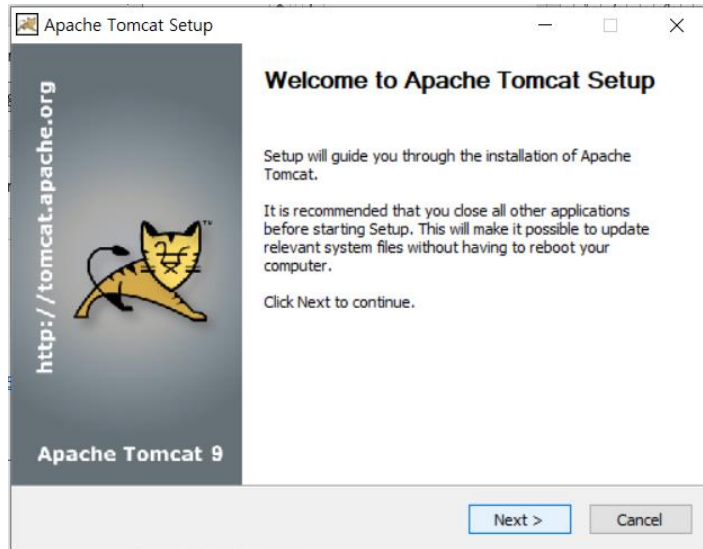 Apache Tomcat Setup
http://tomcat.apache.org
Apache Tomcat 9
Welcome to Apache Tomcat Setup
Setup will guide you through the installation of Apache
Tomcat.
It is recommended that you close all other applications
before starting Setup. This will make it possible to update
relevant system files without having to reboot your
computer.
Click Next to continue.
Next >
Cancel